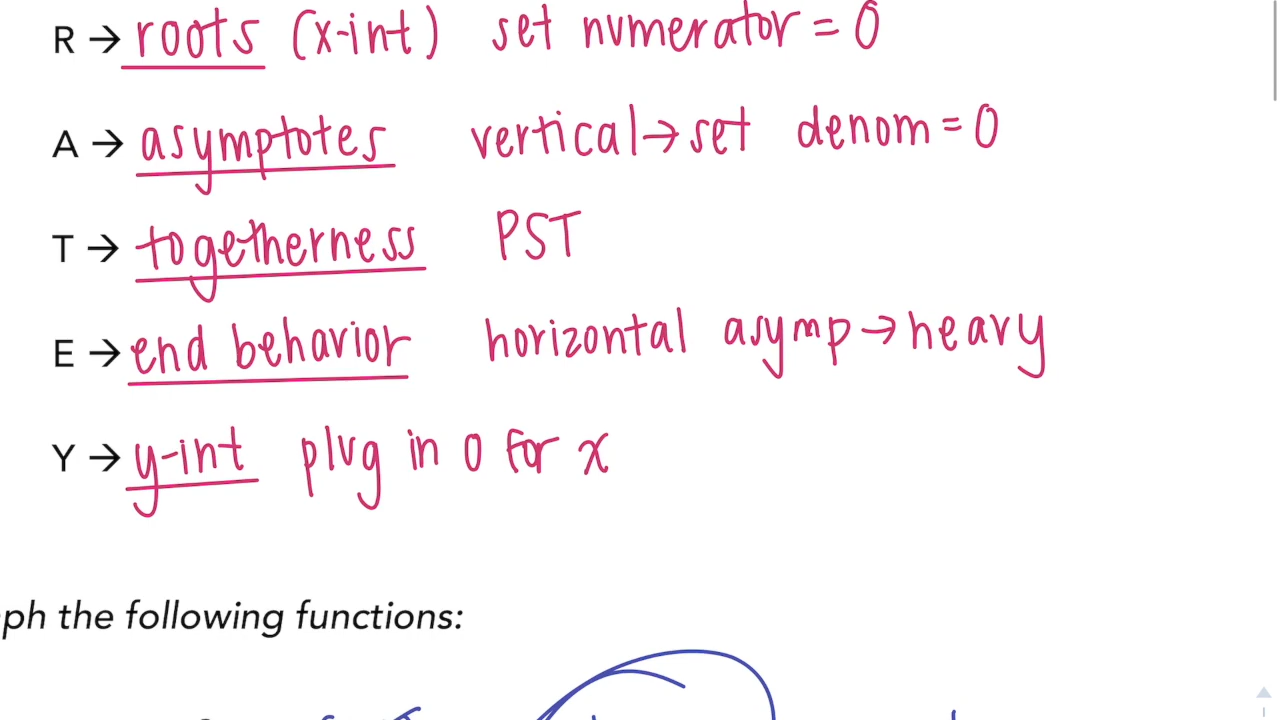 R → roots (x-int) set numerator = 0
A → asymptotes vertical → set denom = 0
T → togetherness PST
E → end behavior horizontal asymp → heavy
Y → y-int plug in 0 for x
ph the following functions: